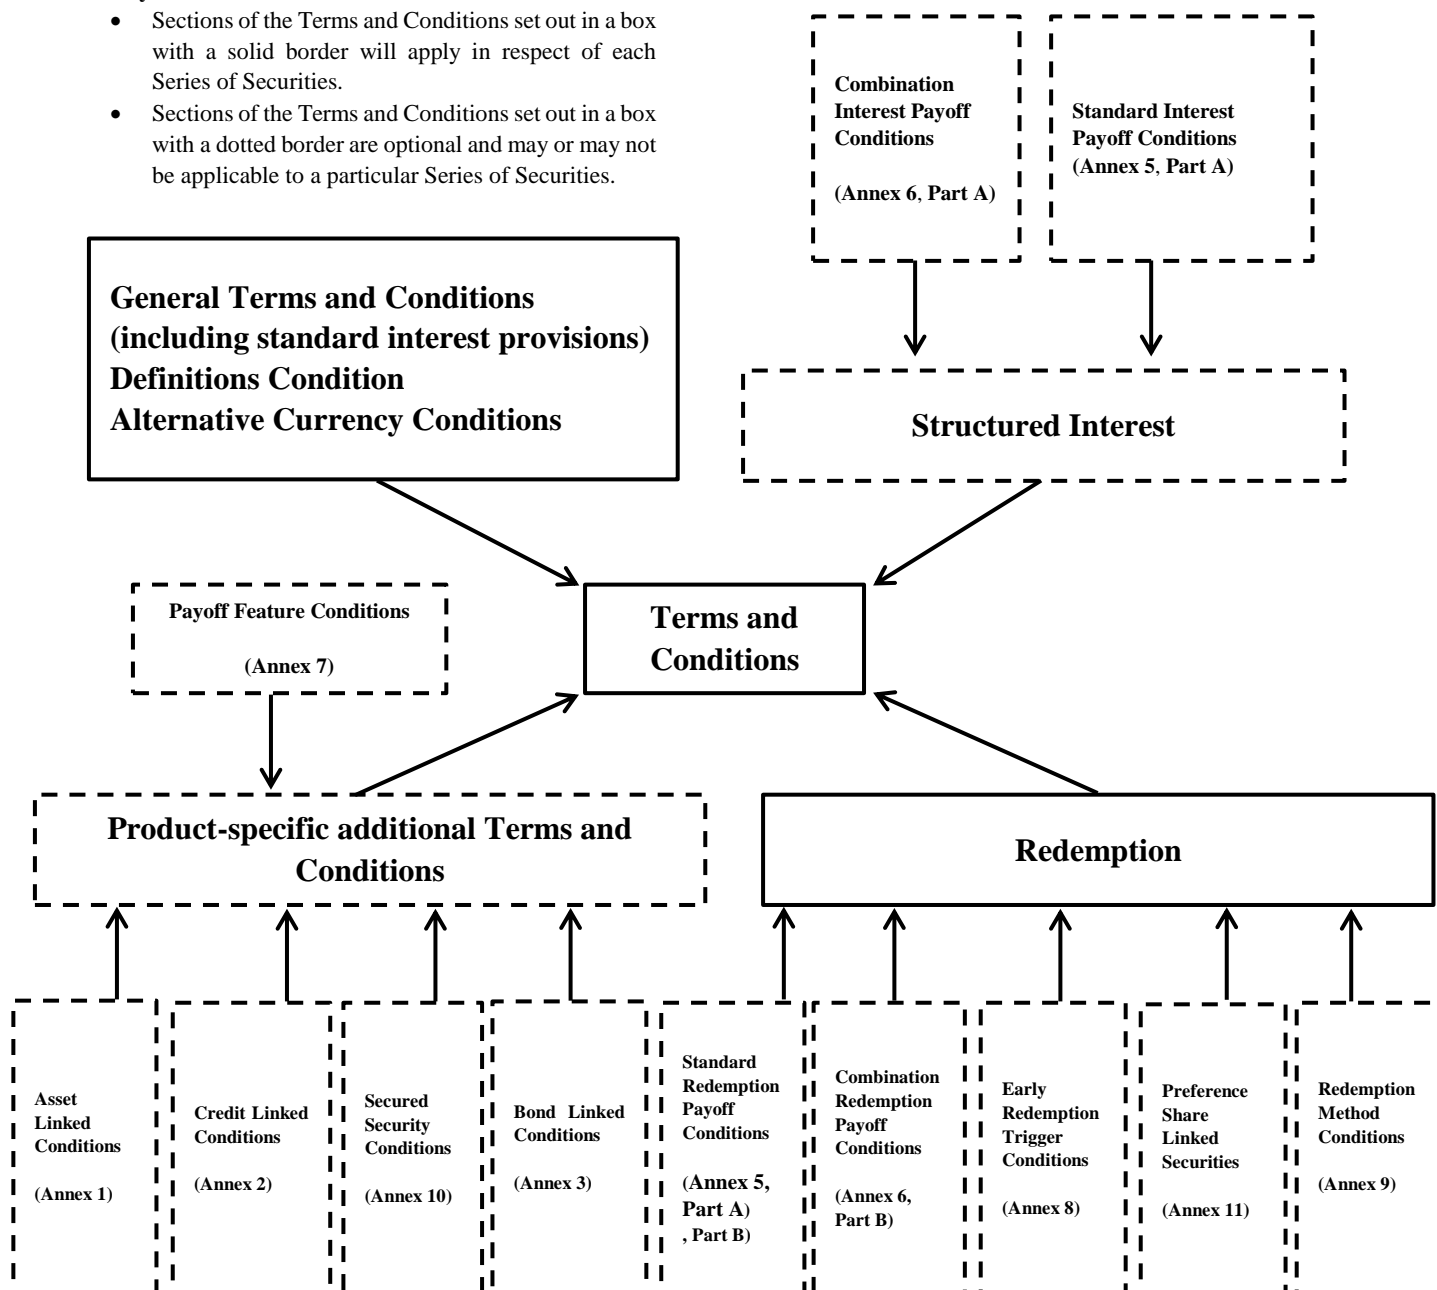 • Sections of the Terms and Conditions set out in a box
with a solid border will apply in respect of each
Series of Securities.
• Sections of the Terms and Conditions set out in a box
with a dotted border are optional and may or may not
be applicable to a particular Series of Securities.
Combination
Interest Payoff
Conditions
(Annex 6, Part A)
Standard Interest
Payoff Conditions
(Annex 5, Part A)
General Terms and Conditions
(including standard interest provisions)
Definitions Condition
Alternative Currency Conditions
Structured Interest
Payoff Feature Conditions
(Annex 7)
Terms and
Conditions
Product-specific additional Terms and
Conditions
Redemption
Asset
Linked
Conditions
(Annex 1)
Credit Linked
Conditions
(Annex 2)
Secured
Security
Conditions
(Annex 10)
Bond Linked
Conditions
(Annex 3)
Standard
Redemption
Payoff
Conditions
(Annex 5,
Part A)
, Part B)
Combination
Redemption
Payoff
Conditions
(Annex 6,
Part B)
Early
Redemption
Trigger
Conditions
(Annex 8)
Preference
Share
Linked
Securities
(Annex 11)
Redemption
Method
Conditions
(Annex 9)